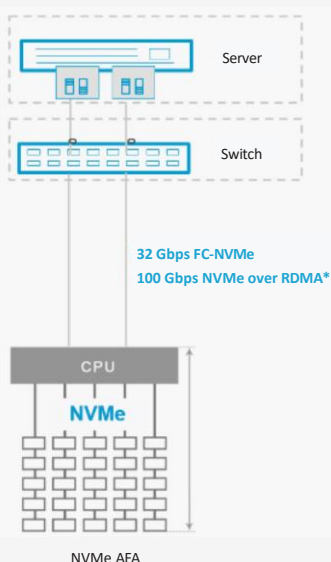 Server
Switch
32 Gbps FC-NVMe
100 Gbps NVMe over RDMA*
CPU
NVMe
NVMe AFA